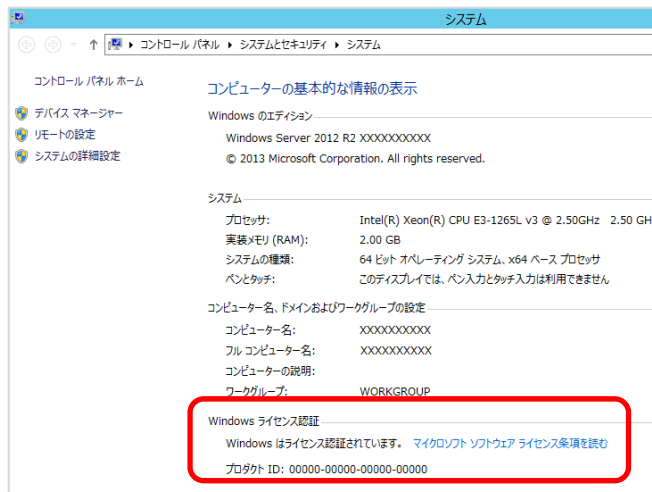 システム
コントロール パネル ▸ システムとセキュリティ ▸ システム
コントロール パネル ホーム
デバイス マネージャー
リモートの設定
システムの詳細設定
コンピューターの基本的な情報の表示
Windows のエディション
Windows Server 2012 R2 XXXXXXXXXX
© 2013 Microsoft Corporation. All rights reserved.
システム
プロセッサ: Intel(R) Xeon(R) CPU E3-1265L v3 @ 2.50GHz 2.50 GH
実装メモリ (RAM): 2.00 GB
システムの種類: 64 ビット オペレーティング システム、x64 ベース プロセッサ
ペンとタッチ: このディスプレイでは、ペン入力とタッチ入力は利用できません
コンピューター名、ドメインおよびワークグループの設定
コンピューター名: XXXXXXXXXX
フル コンピューター名: XXXXXXXXXX
コンピューターの説明:
ワークグループ: WORKGROUP
Windows ライセンス認証
Windows はライセンス認証されています。 マイクロソフト ソフトウェア ライセンス条項を読む
プロダクト ID: 00000-00000-00000-00000